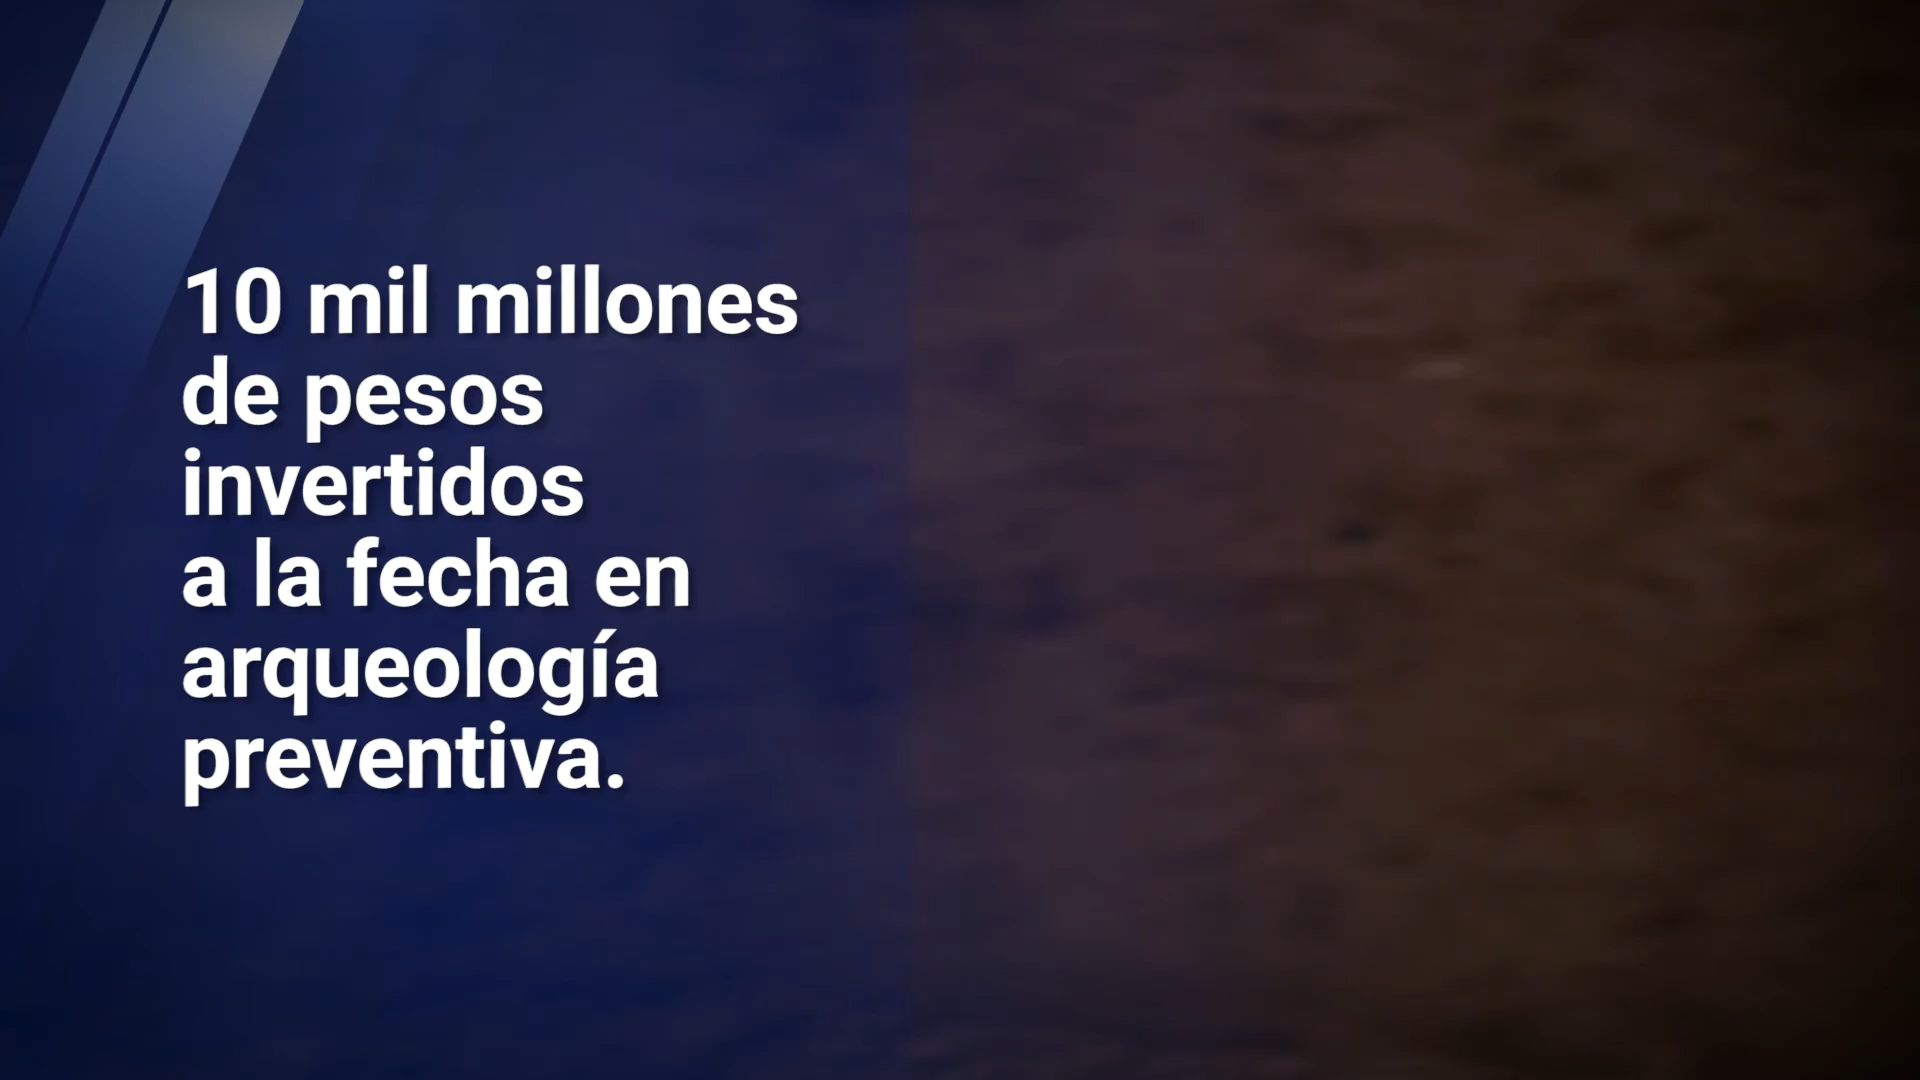 10 mil millones
de pesos
invertidos
a la fecha en
arqueología
preventiva.